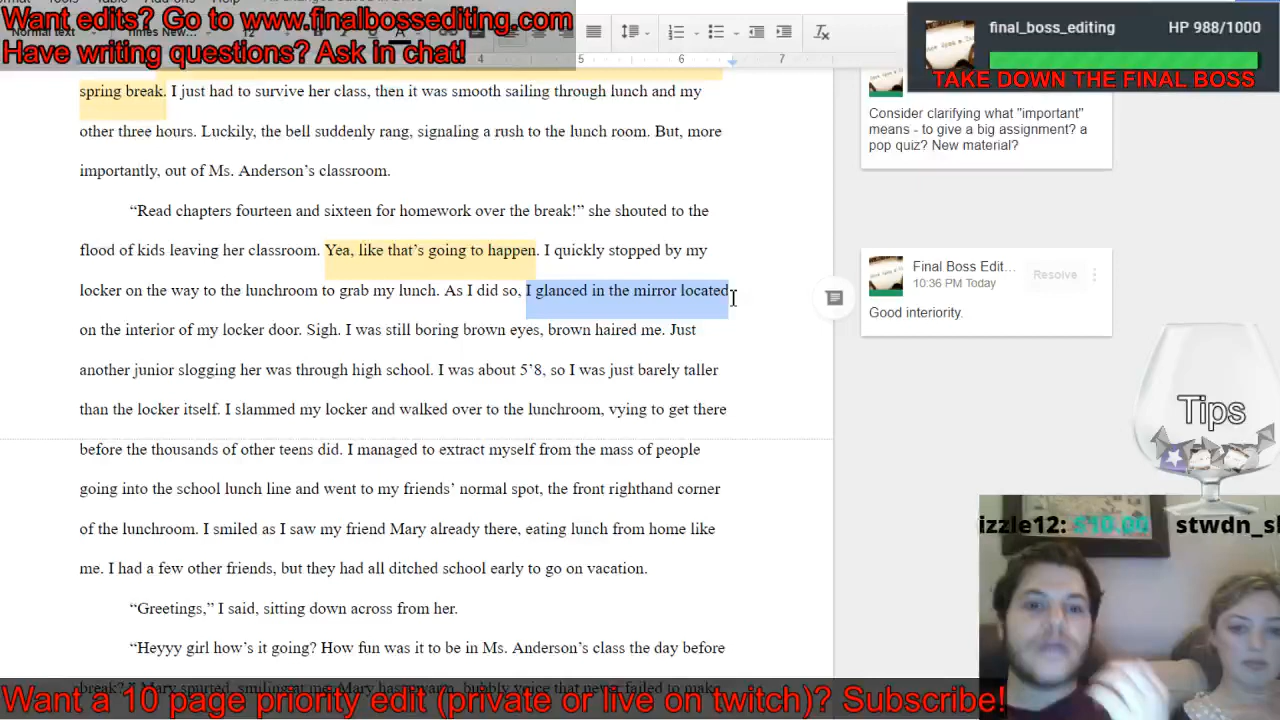 Want edits? Go to www.finalbossediting.com
Have writing questions? Ask in chat!
final_boss_editing HP 988/1000
TAKE DOWN THE FINAL BOSS
4 5 6 7
spring break. I just had to survive her class, then it was smooth sailing through lunch and my
other three hours. Luckily, the bell suddenly rang, signaling a rush to the lunch room. But, more
importantly, out of Ms. Anderson’s classroom.
“Read chapters fourteen and sixteen for homework over the break!” she shouted to the
flood of kids leaving her classroom. Yea, like that’s going to happen. I quickly stopped by my
locker on the way to the lunchroom to grab my lunch. As I did so, I glanced in the mirror located
on the interior of my locker door. Sigh. I was still boring brown eyes, brown haired me. Just
another junior slogging her was through high school. I was about 5’8, so I was just barely taller
than the locker itself. I slammed my locker and walked over to the lunchroom, vying to get there
before the thousands of other teens did. I managed to extract myself from the mass of people
going into the school lunch line and went to my friends’ normal spot, the front righthand corner
of the lunchroom. I smiled as I saw my friend Mary already there, eating lunch from home like
me. I had a few other friends, but they had all ditched school early to go on vacation.
“Greetings,” I said, sitting down across from her.
“Heyyy girl how’s it going? How fun was it to be in Ms. Anderson’s class the day before
Consider clarifying what "important"
means - to give a big assignment? a
pop quiz? New material?
Final Boss Edit...
10:36 PM Today
Resolve
Good interiority.
Tips
izzle12: $10.00 stwdn_s
Want a 10 page priority edit (private or live on twitch)? Subscribe!